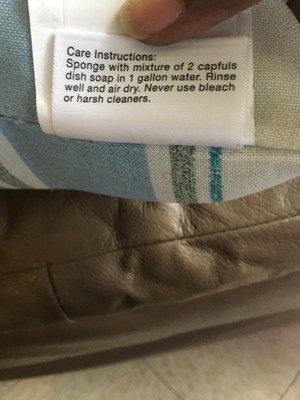 Care Instructions:
Sponge with mixture of 2 capfuls
dish soap in 1 gallon water. Rinse
well and air dry. Never use bleach
or harsh cleaners.